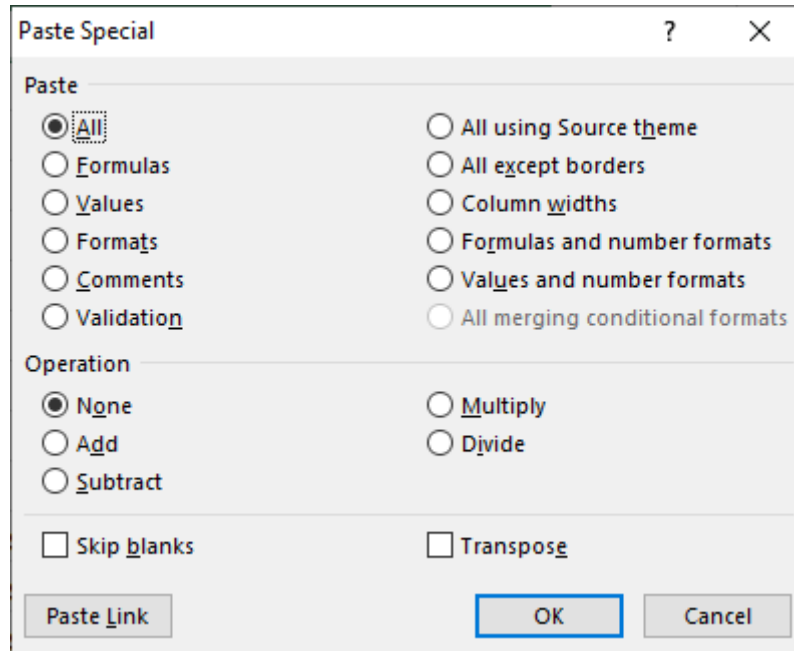 Paste Special ?
Paste
All All using Source theme
Formulas All except borders
Values Column widths
Formats Formulas and number formats
Comments Values and number formats
Validation All merging conditional formats
Operation
None Multiply
Add Divide
Subtract
Skip blanks Transpose
Paste Link OK Cancel